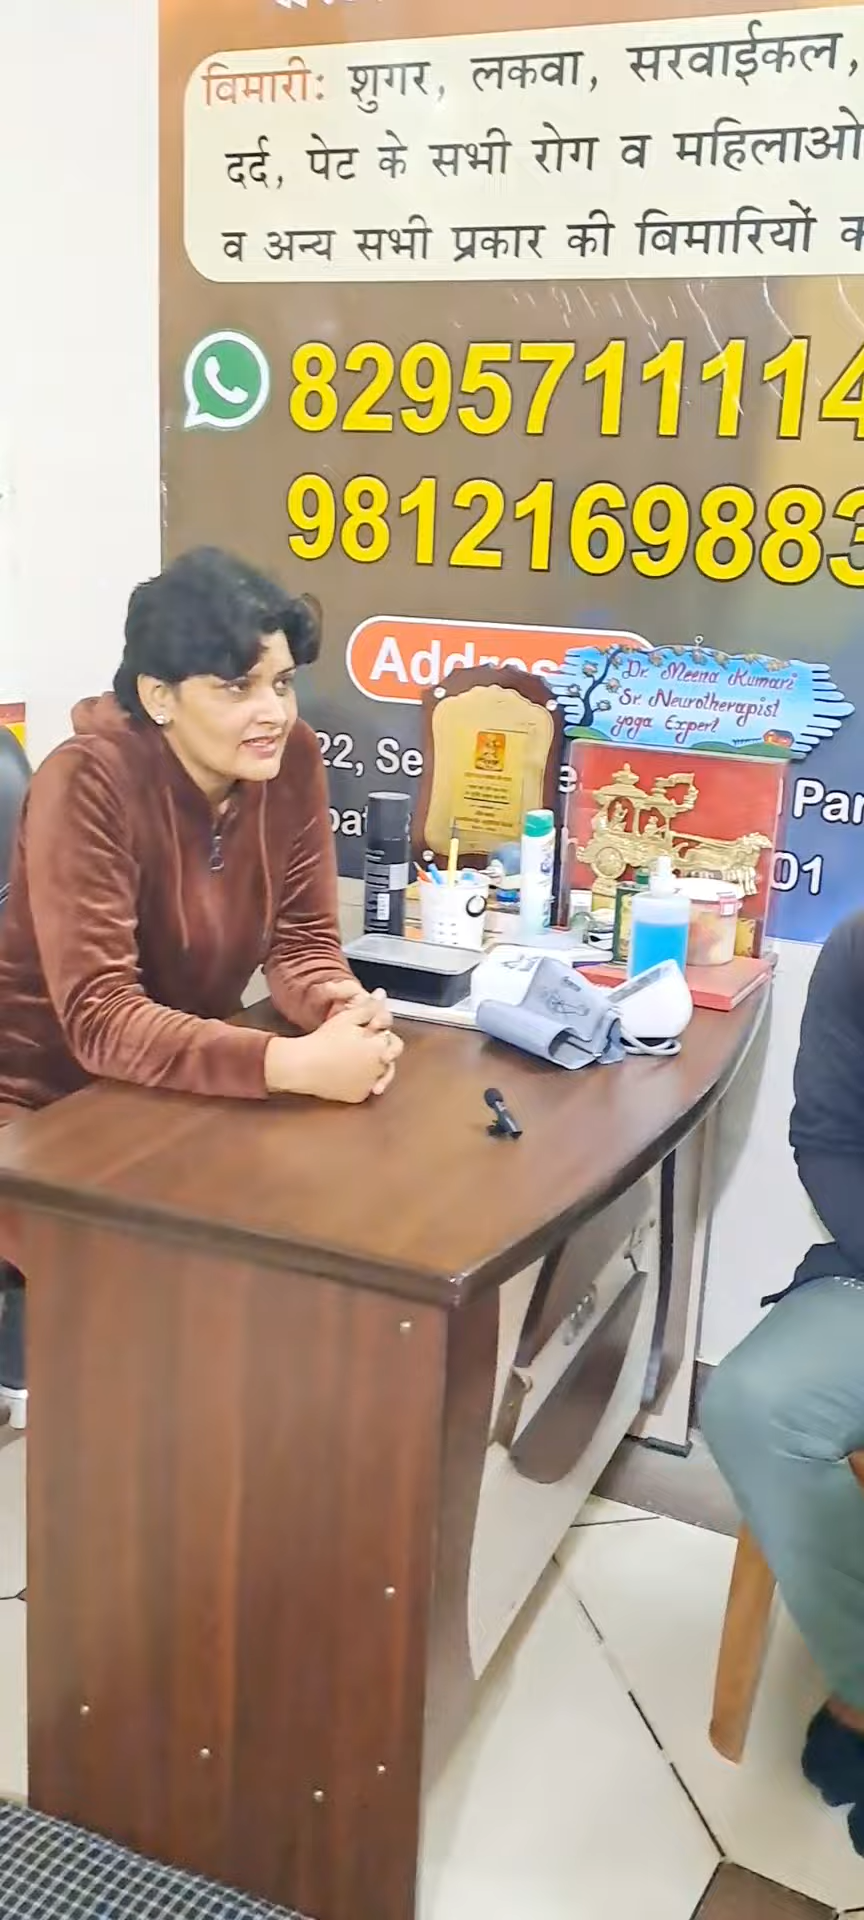 बिमारी: शुगर, लकवा, सरवाईकल,
दर्द, पेट के सभी रोग व महिलाओ
व अन्य सभी प्रकार की बिमारियों
8295711114
981216988
Dr. Meena Kumari
Sr. Neurotherapist
yoga Expert
22, Se
Par
01